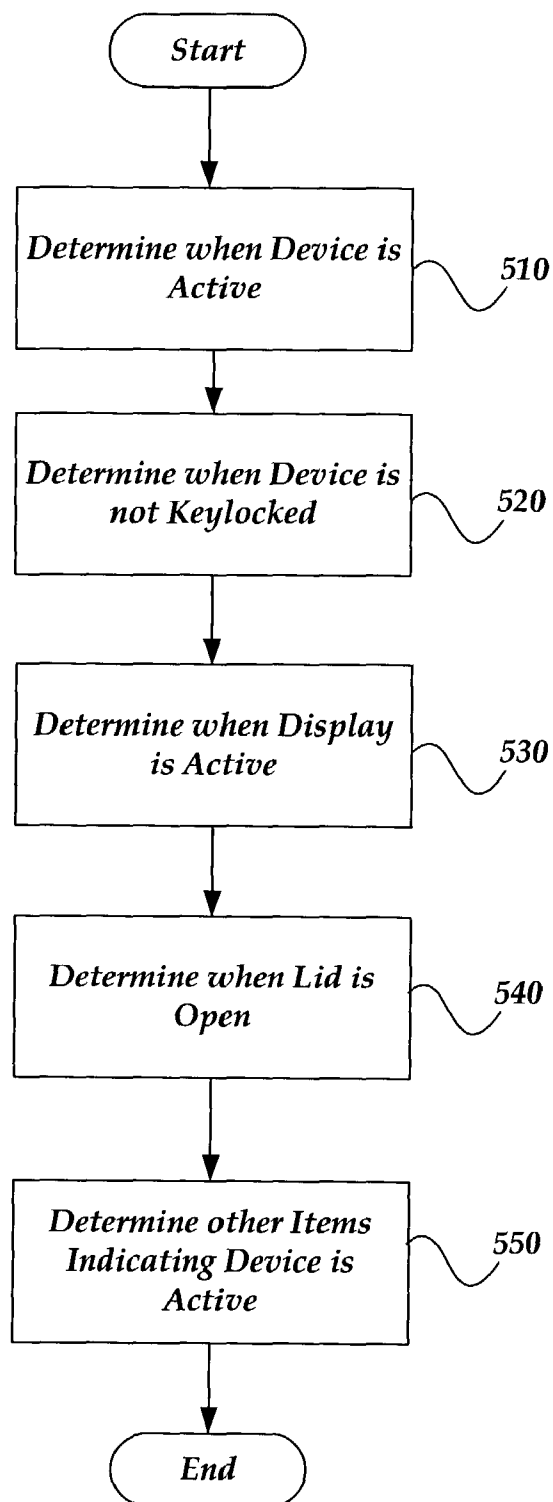 Start
Determine when Device is
Active
510
Determine when Device is
not Keylocked
520
Determine when Display
is Active
530
Determine when Lid is
Open
540
Determine other Items
Indicating Device is
Active
550
End